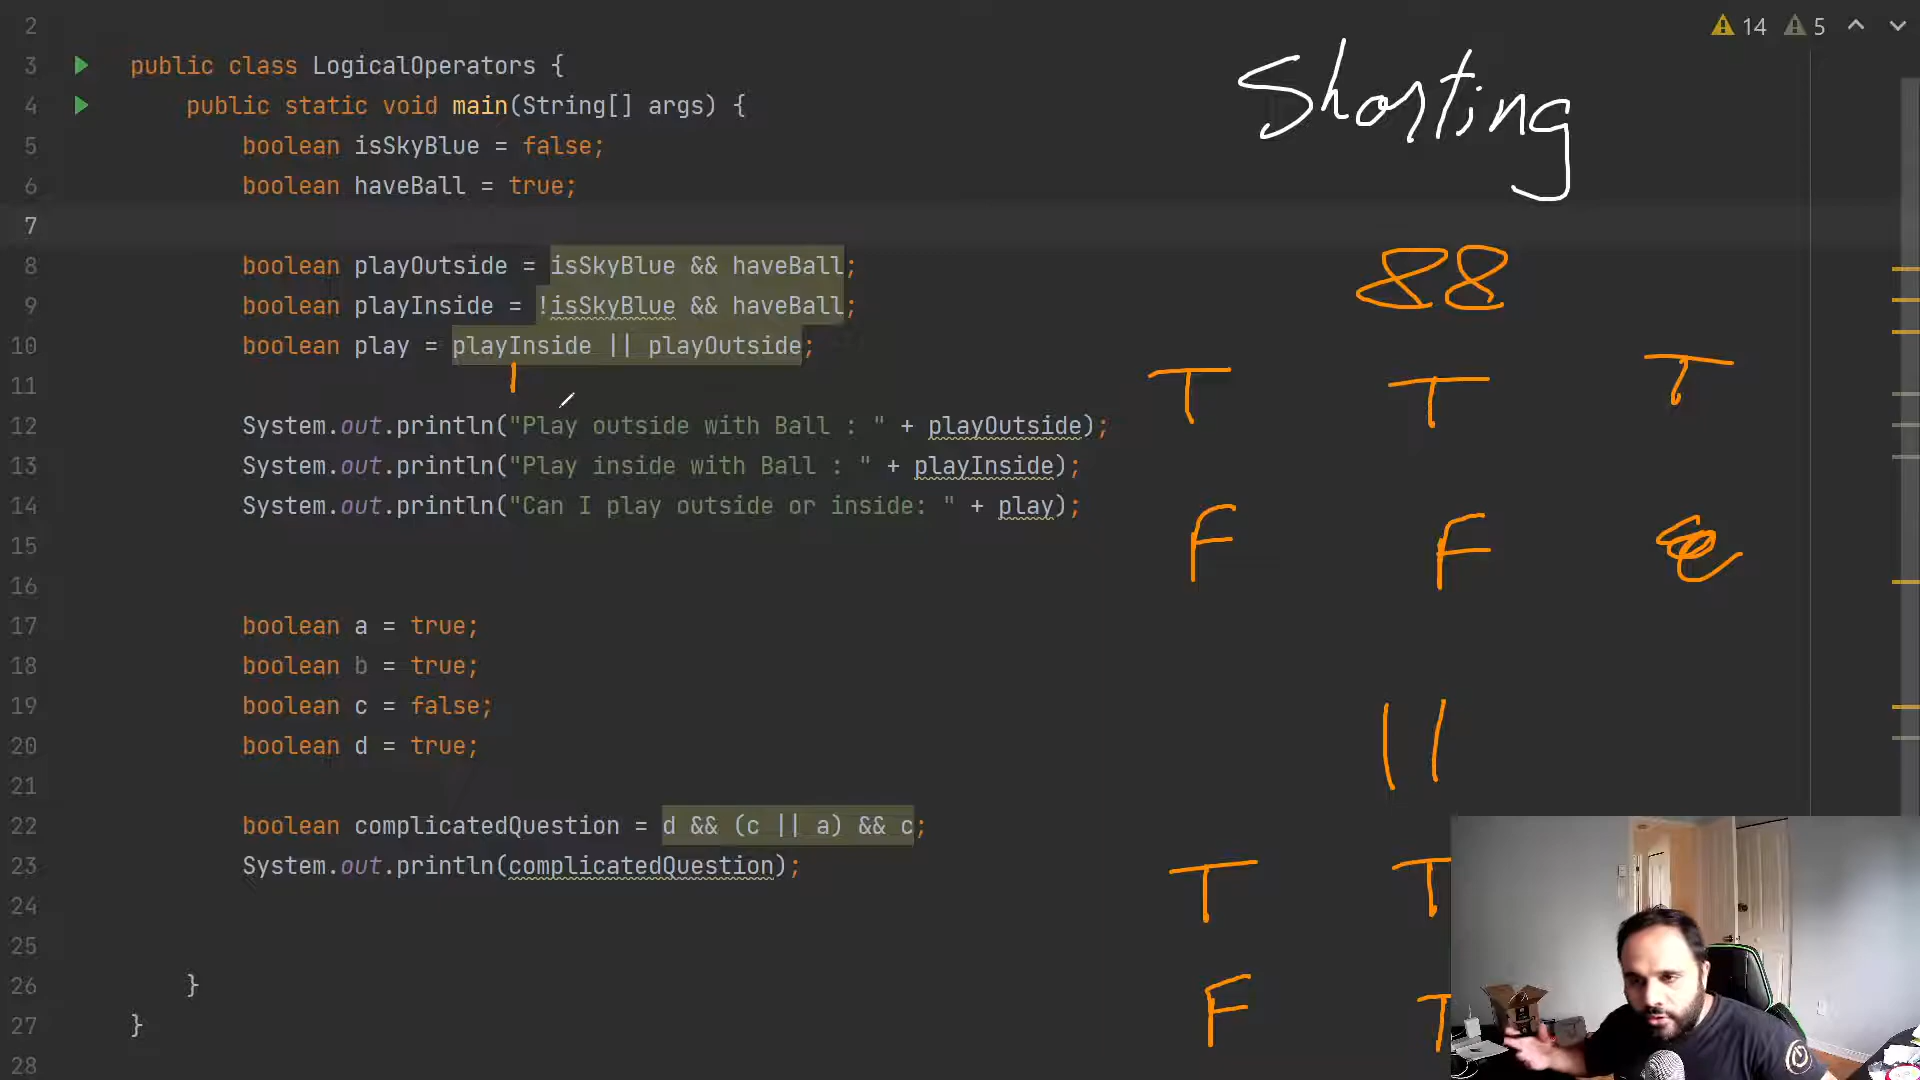 2
14 5
3 public class LogicalOperators {
4 public static void main(String[] args) {
Shorting
5 boolean isSkyBlue = false;
6 boolean haveBall = true;
7
8 boolean playOutside = isSkyBlue && haveBall;
&&
9 boolean playInside = !isSkyBlue && haveBall;
10 boolean play = playInside || playOutside;
11
T T T
12 System.out.println("Play outside with Ball : " + playOutside);
13 System.out.println("Play inside with Ball : " + playInside);
14 System.out.println("Can I play outside or inside: " + play);
15
F F
16
17 boolean a = true;
18 boolean b = true;
19 boolean c = false;
20 boolean d = true;
||
21
22 boolean complicatedQuestion = d && (c || a) && c;
23 System.out.println(complicatedQuestion);
T T
24
25
26 }
F T
27 }
28